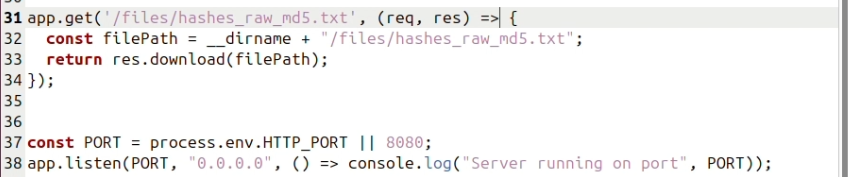 31 app.get('/files/hashes_raw_md5.txt', (req, res) => {
32   const filePath = __dirname + "/files/hashes_raw_md5.txt";
33   return res.download(filePath);
34 });
35
36
37 const PORT = process.env.HTTP_PORT || 8080;
38 app.listen(PORT, "0.0.0.0", () => console.log("Server running on port", PORT));